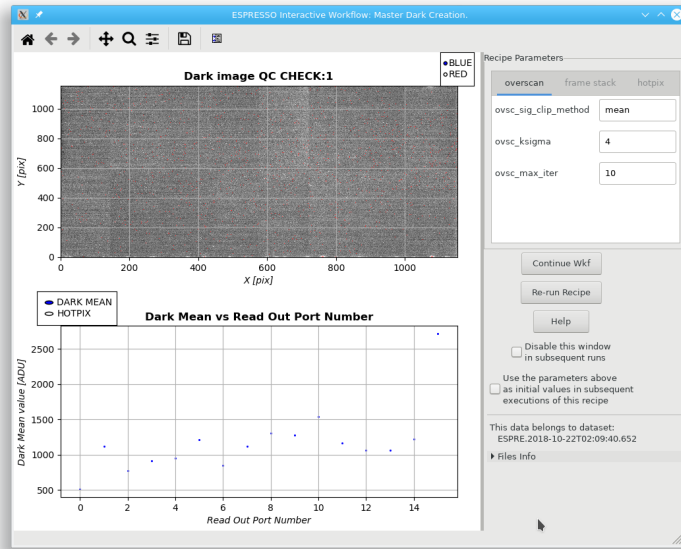 ESPRESSO Interactive Workflow: Master Dark Creation.
Dark image QC CHECK:1
BLUE
RED
Y [pix]
1000
800
600
400
200
0
0 200 400 600 800 1000
X [pix]
DARK MEAN
HOTPIX
Dark Mean vs Read Out Port Number
Dark Mean value [ADU]
2500
2000
1500
1000
500
0 2 4 6 8 10 12 14
Read Out Port Number
Recipe Parameters
overscan frame stack hotpix
ovsc_sig_clip_method mean
ovsc_ksigma 4
ovsc_max_iter 10
Continue Wkf
Re-run Recipe
Help
Disable this window
in subsequent runs
Use the parameters above
as initial values in subsequent
executions of this recipe
This data belongs to dataset:
ESPRE.2018-10-22T02:09:40.652
Files Info